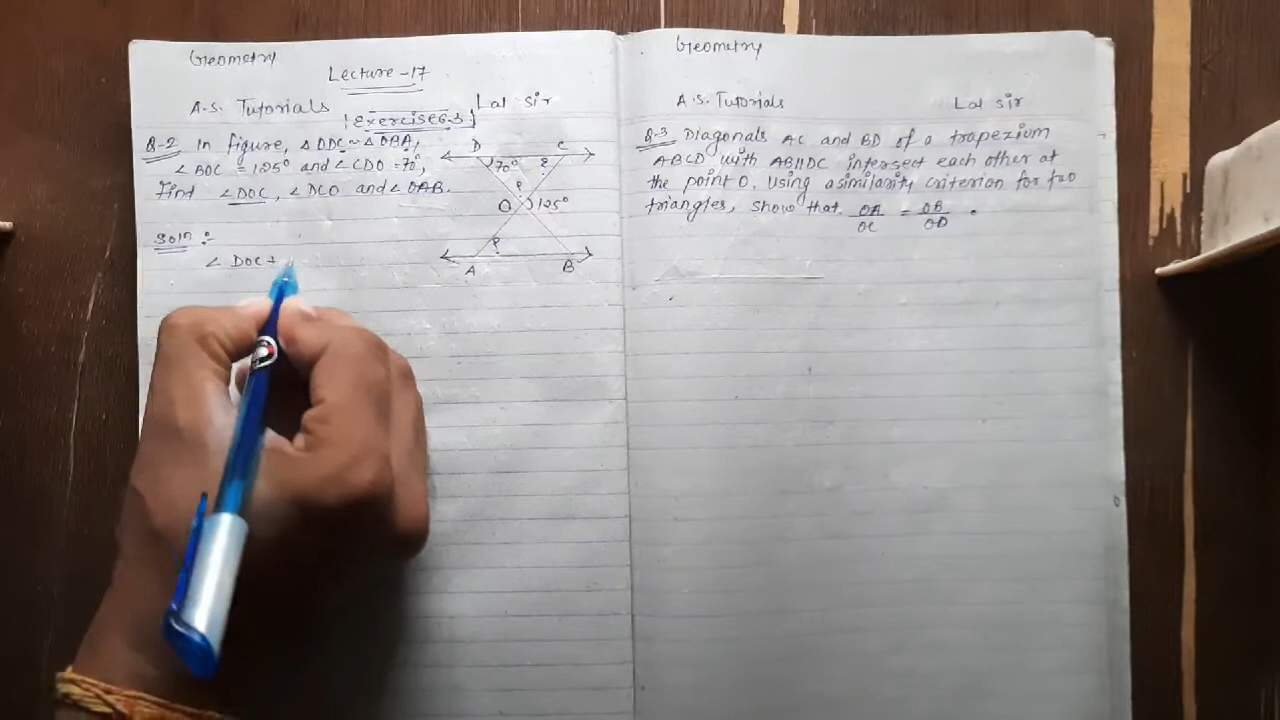 Geometry
Lecture -17
A.S. Tutorials
Lal sir
Exercise 6.3
Q-2 In figure, △ODC ~ △OBA,
∠BOC = 125° and ∠CDO = 70°,
Find ∠DOC, ∠DCO and ∠OAB.
D C
70° ?
?
O 125°
?
A B
Soln :-
∠ DOC +
Geometry
A.S. Tutorials Lal sir
Q-3 Diagonals AC and BD of a trapezium
ABCD with AB||DC intersect each other at
the point O. Using a similarity criterion for two
triangles, show that OA/OC = OB/OD .